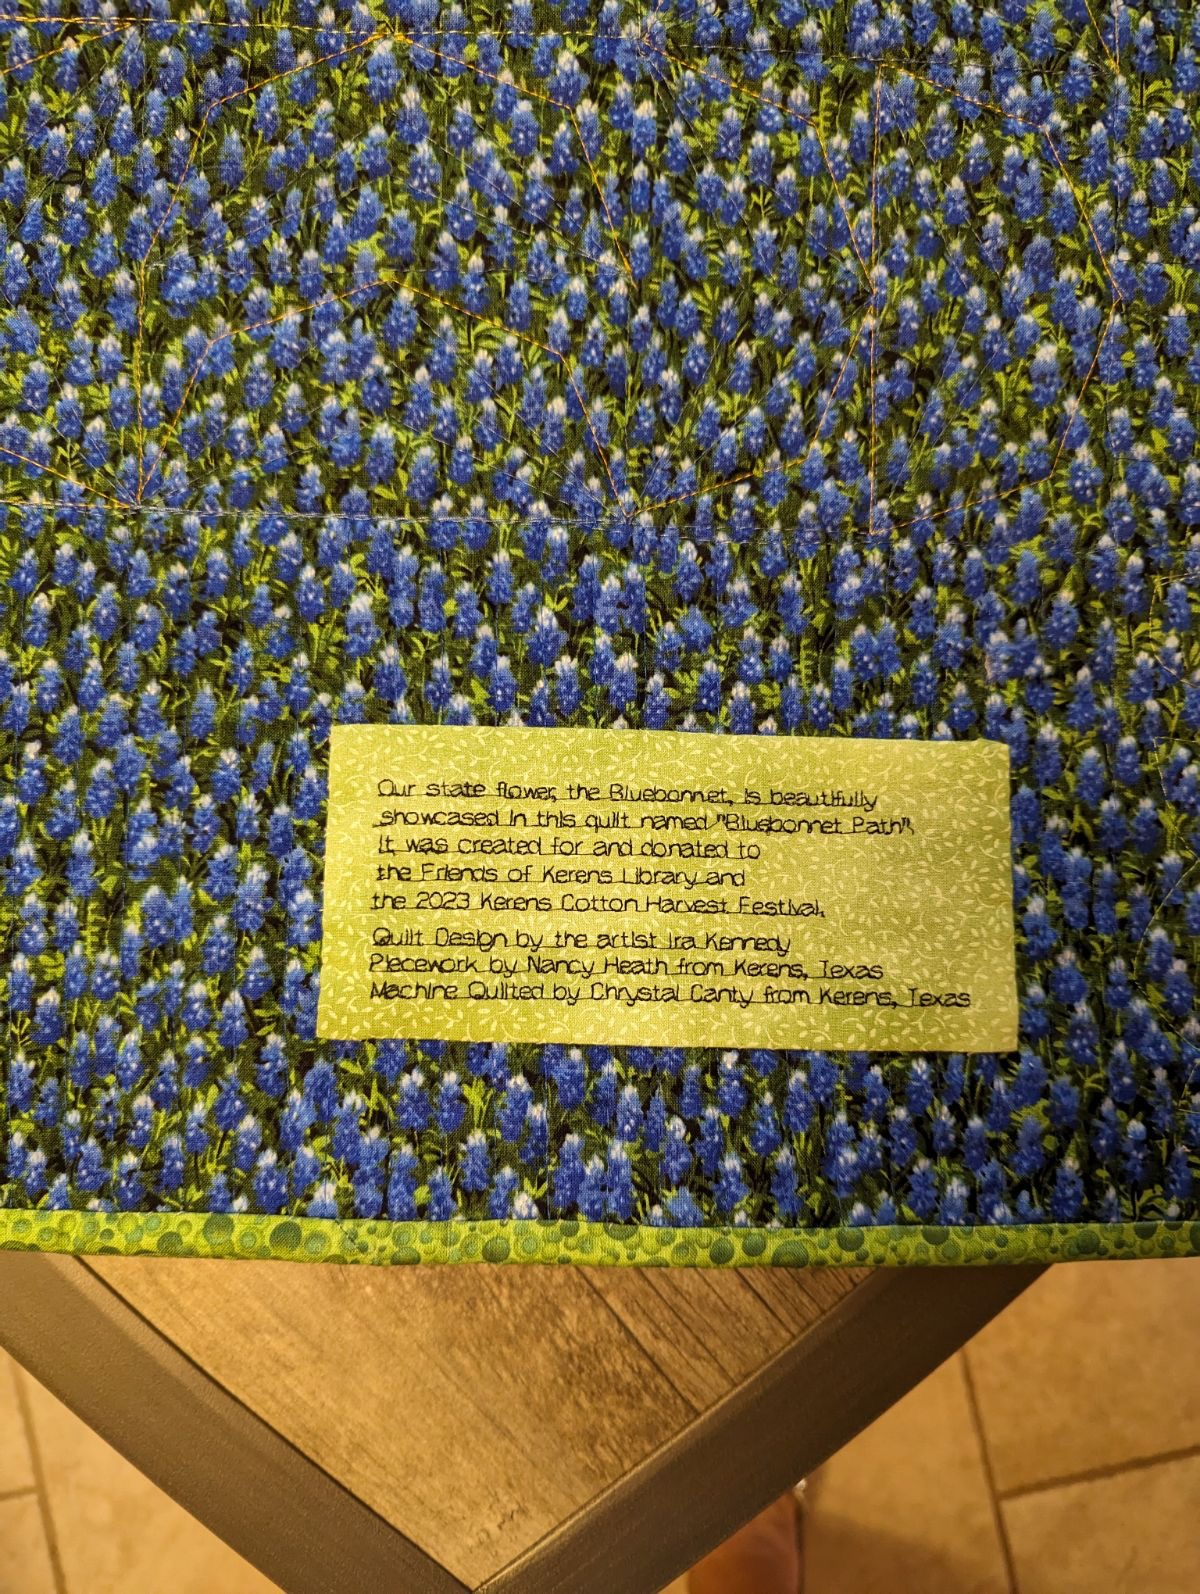 Our state flower, the Bluebonnet, is beautifully
showcased in this quilt named "Bluebonnet Path".
It was created for and donated to
the Friends of Kerens Library and
the 2023 Kerens Cotton Harvest Festival.
Quilt Design by the artist Ira Kennedy
Piecework by Nancy Heath from Kerens, Texas
Machine Quilted by Chrystal Canty from Kerens, Texas